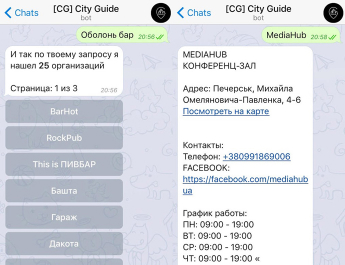 Chats
[CG] City Guide
bot
Оболонь бар 20:56
И так по твоему запросу я
нашел 25 организаций
Страница: 1 из 3 20:56
BarHot
RockPub
This is ПИВБАР
Башта
Гараж
Дакота
Chats
[CG] City Guide
bot
MediaHub 20:58
MEDIAHUB
КОНФЕРЕНЦ-ЗАЛ
Адрес: Печерськ, Михайла
Омеляновича-Павленка, 4-6
Посмотреть на карте
Контакты:
Телефон: +380991869006
FACEBOOK:
https://facebook.com/mediahub
ua
График работы:
ПН: 09:00 - 19:00
ВТ: 09:00 - 19:00
СР: 09:00 - 19:00
ЧТ: 09:00 - 19:00 «